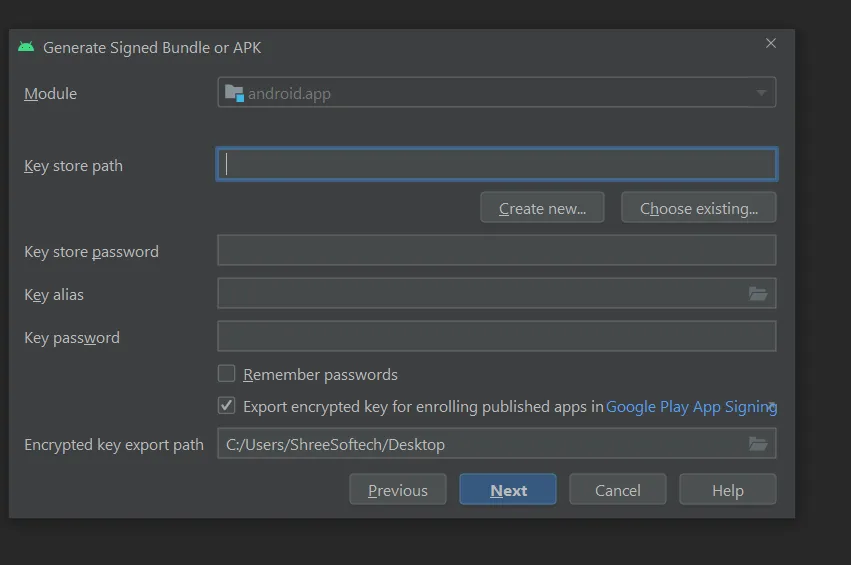 Generate Signed Bundle or APK
Module
android.app
Key store path
Create new...
Choose existing...
Key store password
Key alias
Key password
Remember passwords
Export encrypted key for enrolling published apps in Google Play App Signing
Encrypted key export path
C:/Users/ShreeSoftech/Desktop
Previous
Next
Cancel
Help